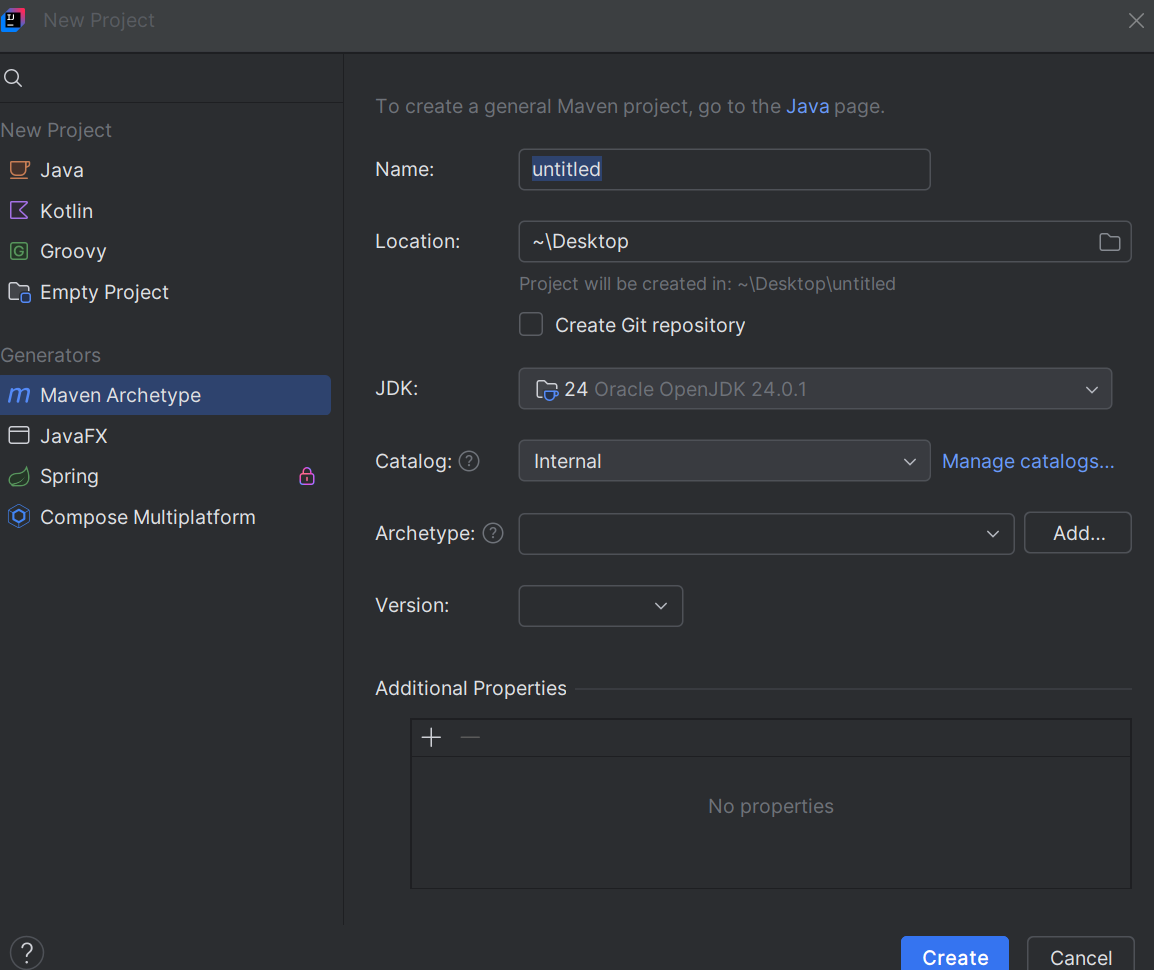 New Project
New Project
Java
Kotlin
Groovy
Empty Project
Generators
Maven Archetype
JavaFX
Spring
Compose Multiplatform
To create a general Maven project, go to the Java page.
Name: untitled
Location: ~\Desktop
Project will be created in: ~\Desktop\untitled
Create Git repository
JDK: 24 Oracle OpenJDK 24.0.1
Catalog: ? Internal Manage catalogs...
Archetype: ? Add...
Version:
Additional Properties
No properties
? Create Cancel